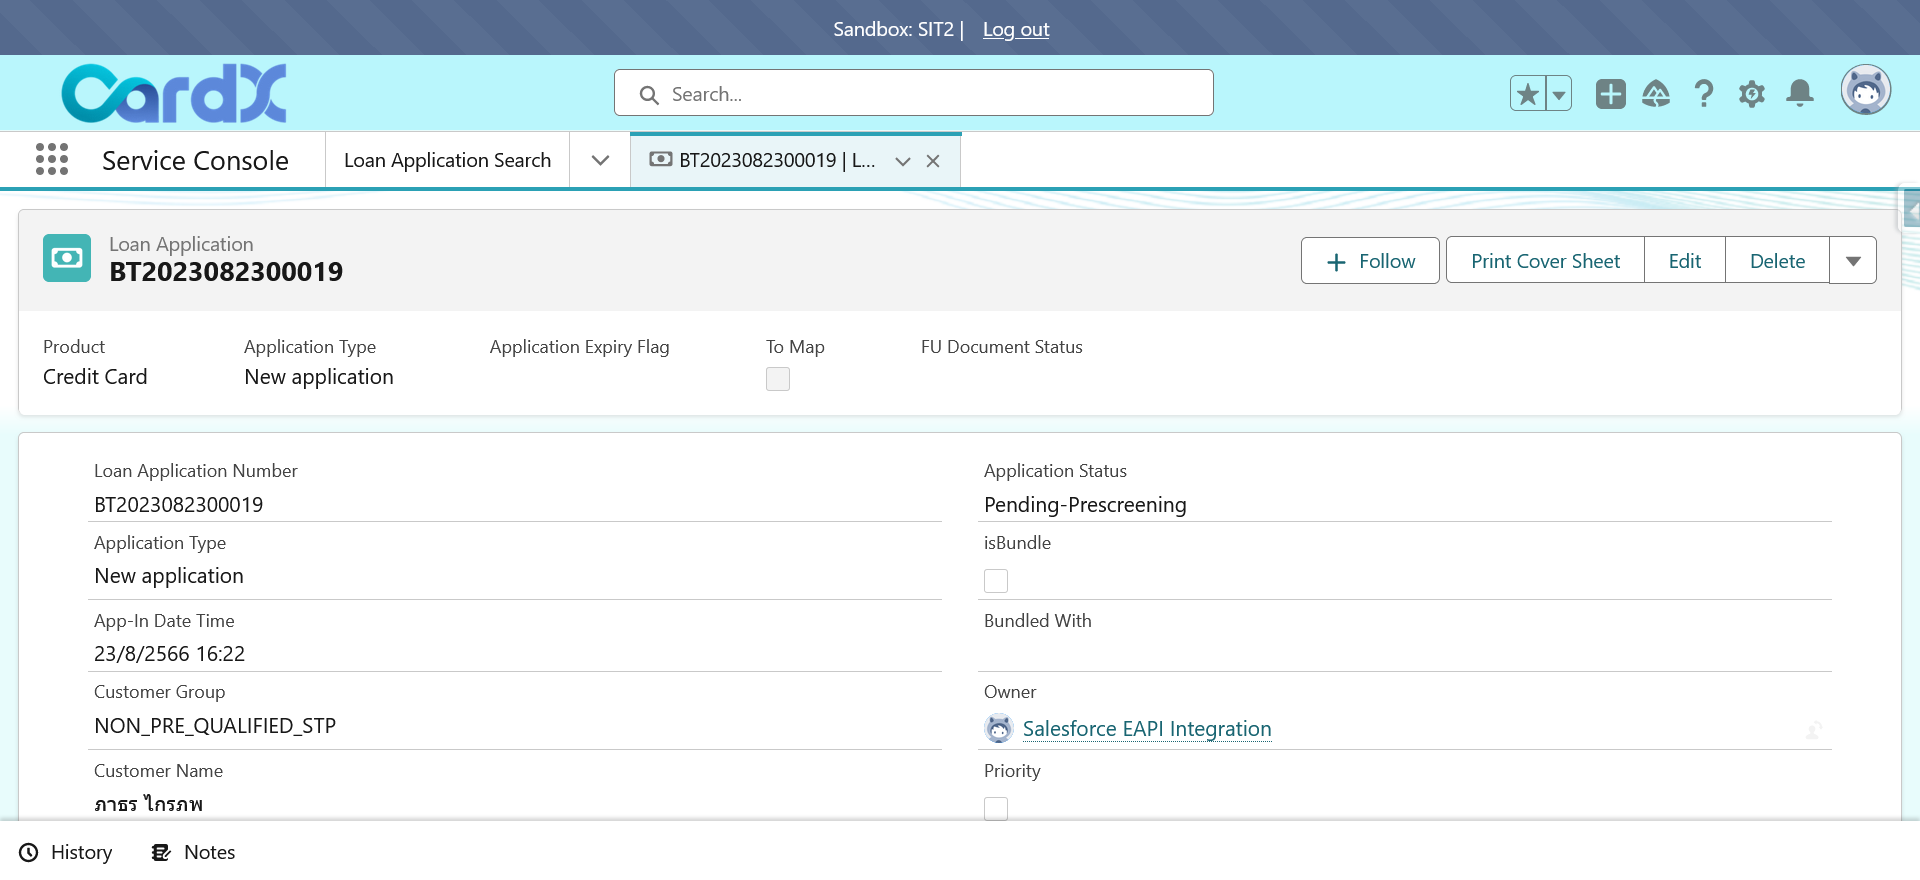 Sandbox: SIT2 | Log out
CardX
Search...
Service Console
Loan Application Search
BT2023082300019 | L...
Loan Application
BT2023082300019
Follow
Print Cover Sheet
Edit
Delete
Product
Application Type
Application Expiry Flag
To Map
FU Document Status
Credit Card
New application
Loan Application Number
BT2023082300019
Application Status
Pending-Prescreening
Application Type
New application
isBundle
App-In Date Time
23/8/2566 16:22
Bundled With
Customer Group
NON_PRE_QUALIFIED_STP
Owner
Salesforce EAPI Integration
Customer Name
ภาธร ไกรภพ
Priority
History
Notes